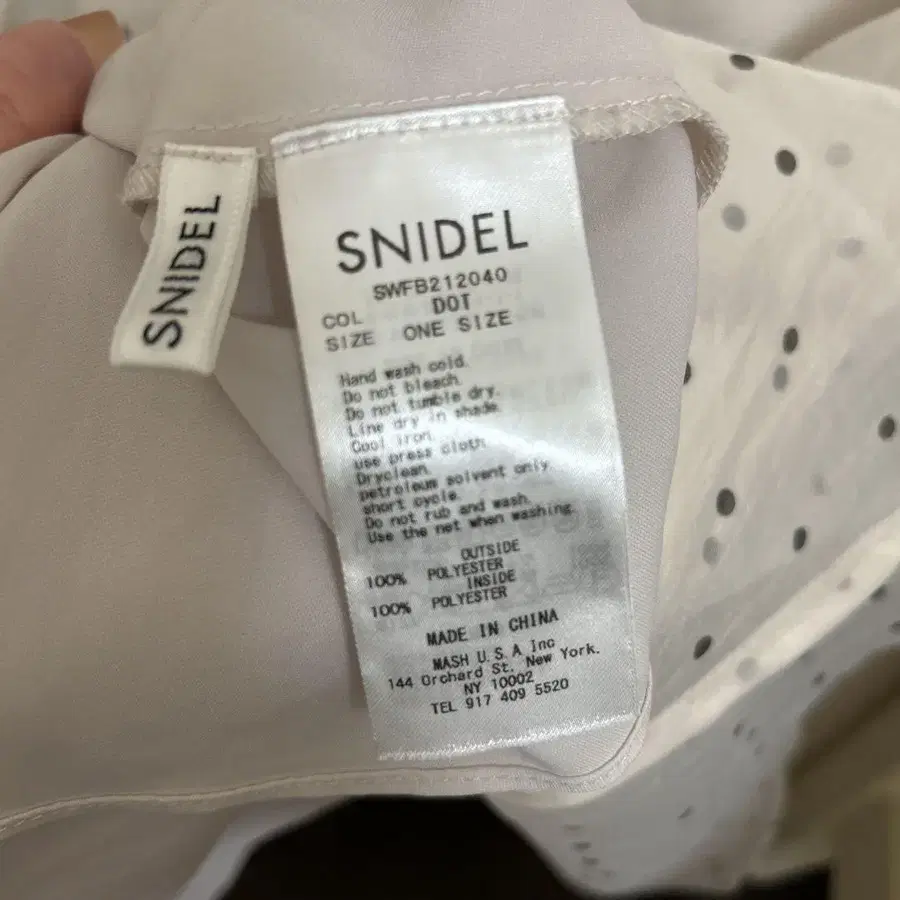 SNIDEL
SNIDEL
SWFB212040
COL DOT
SIZE ONE SIZE
Hand wash cold.
Do not bleach.
Do not tumble dry.
Line dry in shade.
Cool iron.
use press cloth.
Dryclean.
petroleum solvent only.
short cycle.
Do not rub and wash.
Use the net when washing.
OUTSIDE
100% POLYESTER
INSIDE
100% POLYESTER
MADE IN CHINA
MASH U.S.A Inc
144 Orchard St. New York.
NY 10002
TEL 917 409 5520